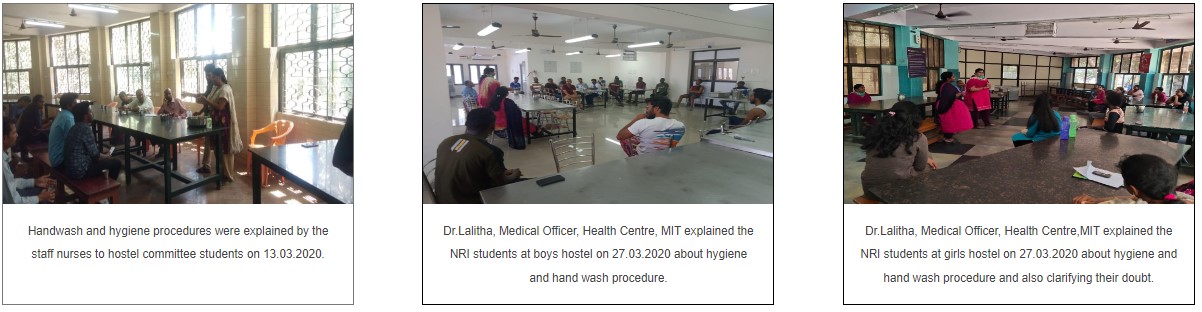 Handwash and hygiene procedures were explained by the
staff nurses to hostel committee students on 13.03.2020.
Dr.Lalitha, Medical Officer, Health Centre, MIT explained the
NRI students at boys hostel on 27.03.2020 about hygiene
and hand wash procedure.
Dr.Lalitha, Medical Officer, Health Centre,MIT explained the
NRI students at girls hostel on 27.03.2020 about hygiene and
hand wash procedure and also clarifying their doubt.